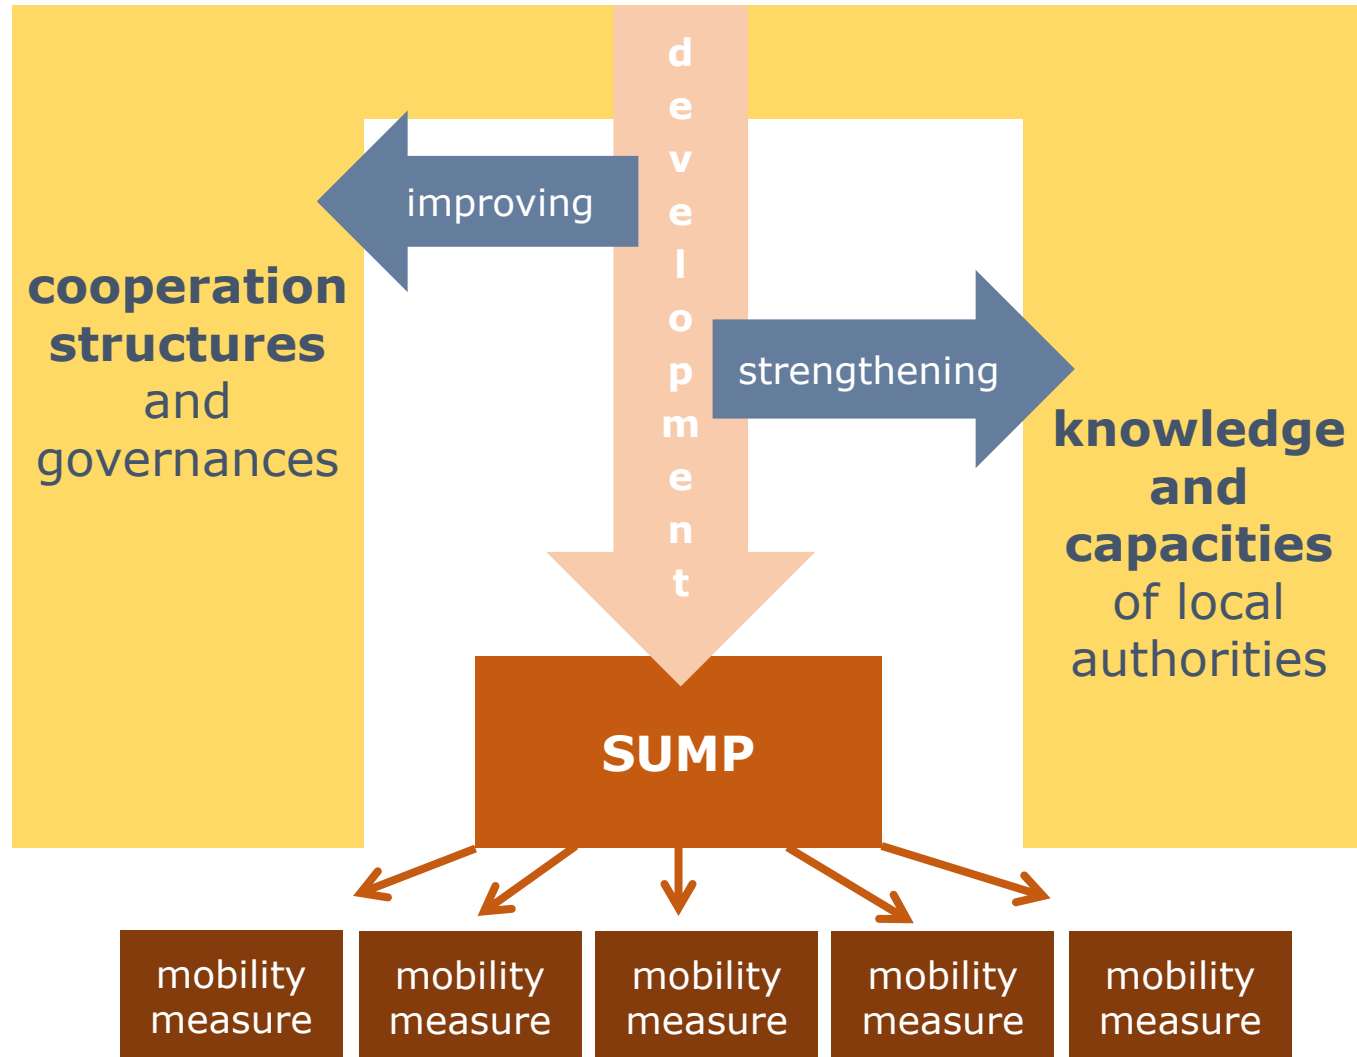 development
improving
cooperation
structures
and
governances
strengthening
knowledge
and
capacities
of local
authorities
SUMP
mobility
measure
mobility
measure
mobility
measure
mobility
measure
mobility
measure